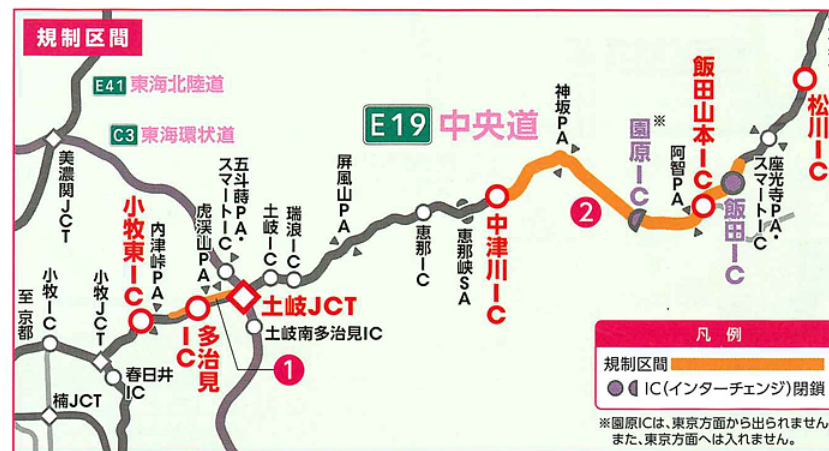 規制区間
E41 東海北陸道
C3 東海環状道
E19 中央道
美濃関JCT
小牧東IC
内津峠PA
虎渓山PA
五斗蒔PA・
スマートIC
土岐IC
瑞浪IC
屏風山PA
恵那IC
恵那峡SA
中津川IC
神坂PA
※
園原IC
阿智PA
飯田山本IC
飯田IC
座光寺PA・
スマートIC
松川IC
至 京都
小牧IC
小牧JCT
春日井
IC
楠JCT
多治見
IC
土岐JCT
土岐南多治見IC
1
2
凡例
規制区間
IC(インターチェンジ)閉鎖
※園原ICは、東京方面から出られません。
また、東京方面へは入れません。